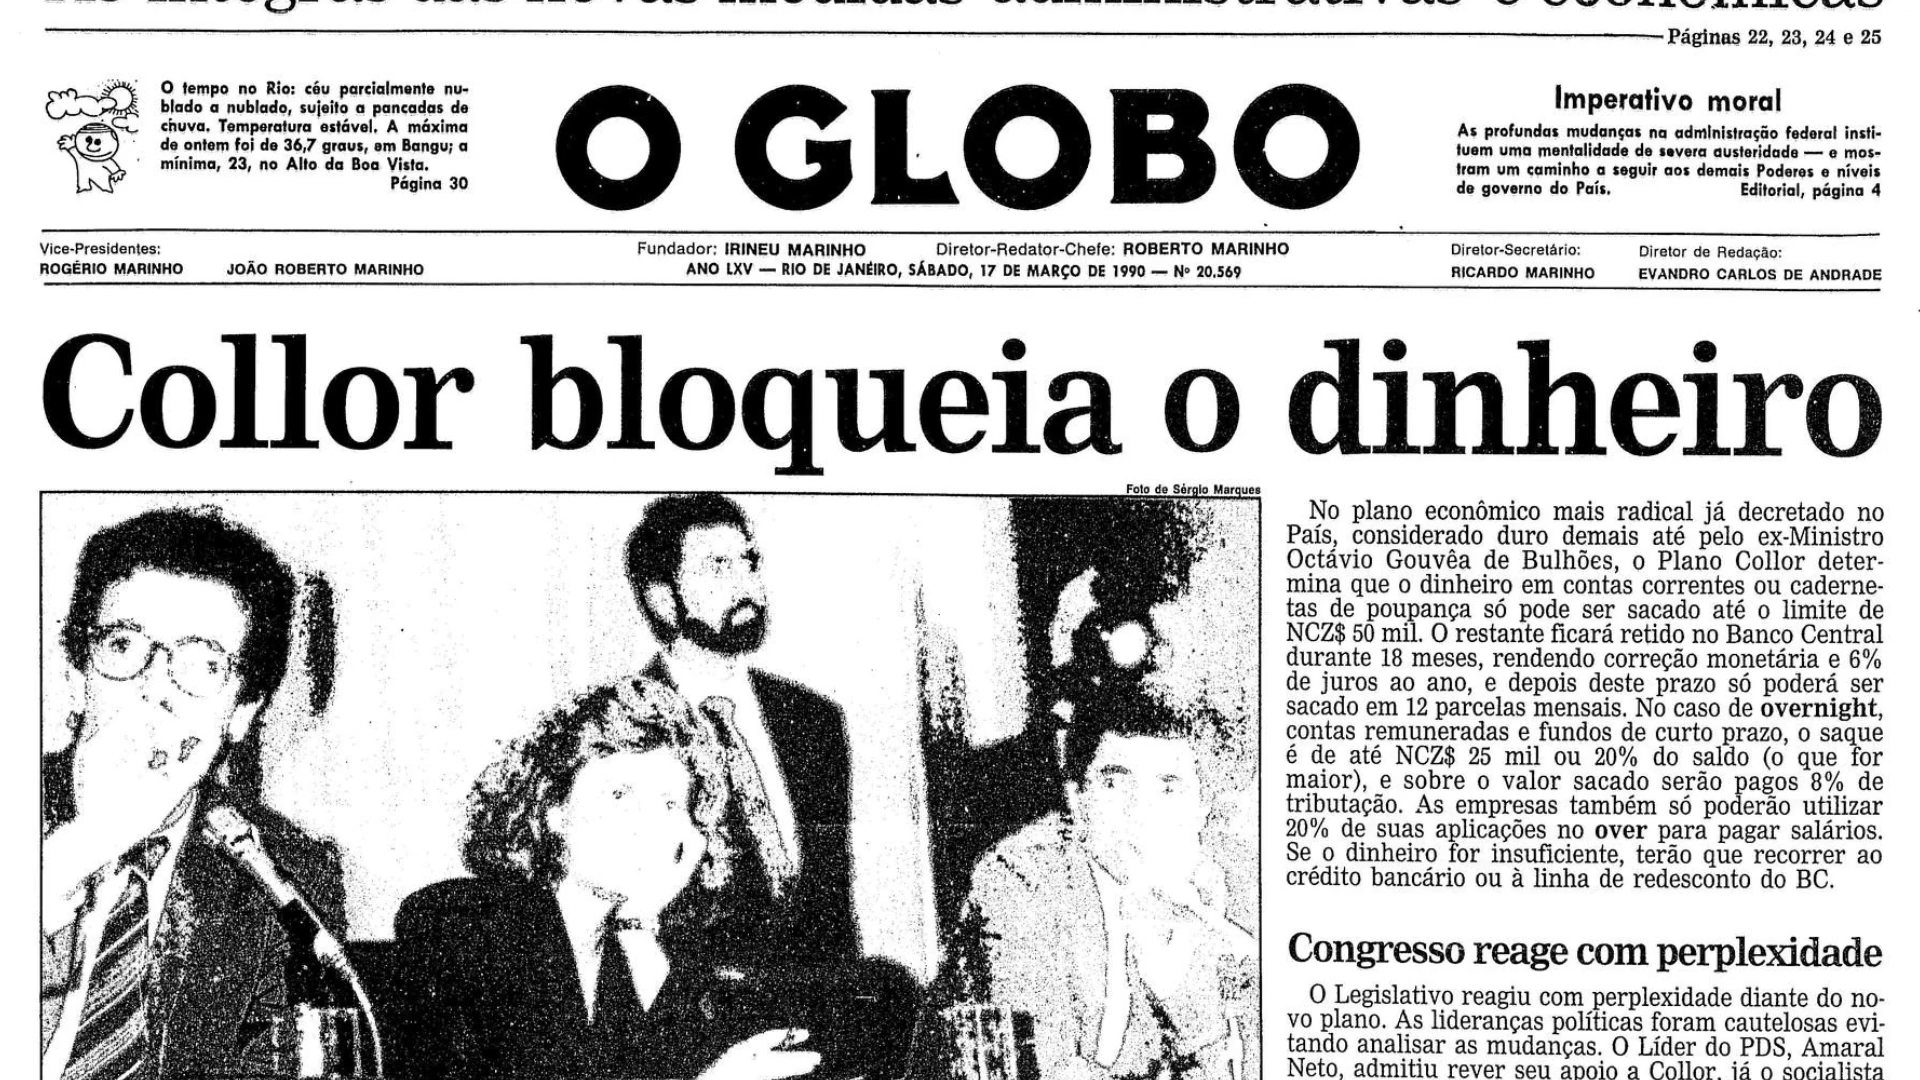 As íntegras das novas medidas administrativas e econômicas
Páginas 22, 23, 24 e 25
O tempo no Rio: céu parcialmente nu-
blado a nublado, sujeito a pancadas de
chuva. Temperatura estável. A máxima
de ontem foi de 36,7 graus, em Bangu; a
mínima, 23, no Alto da Boa Vista.
Página 30
O GLOBO
Imperativo moral
As profundas mudanças na administração federal insti-
tuem uma mentalidade de severa austeridade — e mos-
tram um caminho a seguir aos demais Poderes e níveis
de governo do País. Editorial, página 4
Vice-Presidentes:
ROGÉRIO MARINHO JOÃO ROBERTO MARINHO
Fundador: IRINEU MARINHO Diretor-Redator-Chefe: ROBERTO MARINHO
ANO LXV — RIO DE JANEIRO, SÁBADO, 17 DE MARÇO DE 1990 — Nº 20.569
Diretor-Secretário:
RICARDO MARINHO
Diretor de Redação:
EVANDRO CARLOS DE ANDRADE
Collor bloqueia o dinheiro
Foto de Sérgio Marques
No plano econômico mais radical já decretado no
País, considerado duro demais até pelo ex-Ministro
Octávio Gouvêa de Bulhões, o Plano Collor deter-
mina que o dinheiro em contas correntes ou caderne-
tas de poupança só pode ser sacado até o limite de
NCZ$ 50 mil. O restante ficará retido no Banco Central
durante 18 meses, rendendo correção monetária e 6%
de juros ao ano, e depois deste prazo só poderá ser
sacado em 12 parcelas mensais. No caso de overnight,
contas remuneradas e fundos de curto prazo, o saque
é de até NCZ$ 25 mil ou 20% do saldo (o que for
maior), e sobre o valor sacado serão pagos 8% de
tributação. As empresas também só poderão utilizar
20% de suas aplicações no over para pagar salários.
Se o dinheiro for insuficiente, terão que recorrer ao
crédito bancário ou à linha de redesconto do BC.
Congresso reage com perplexidade
O Legislativo reagiu com perplexidade diante do no-
vo plano. As lideranças políticas foram cautelosas evi-
tando analisar as mudanças. O Líder do PDS, Amaral
Neto, admitiu rever seu apoio a Collor, já o socialista